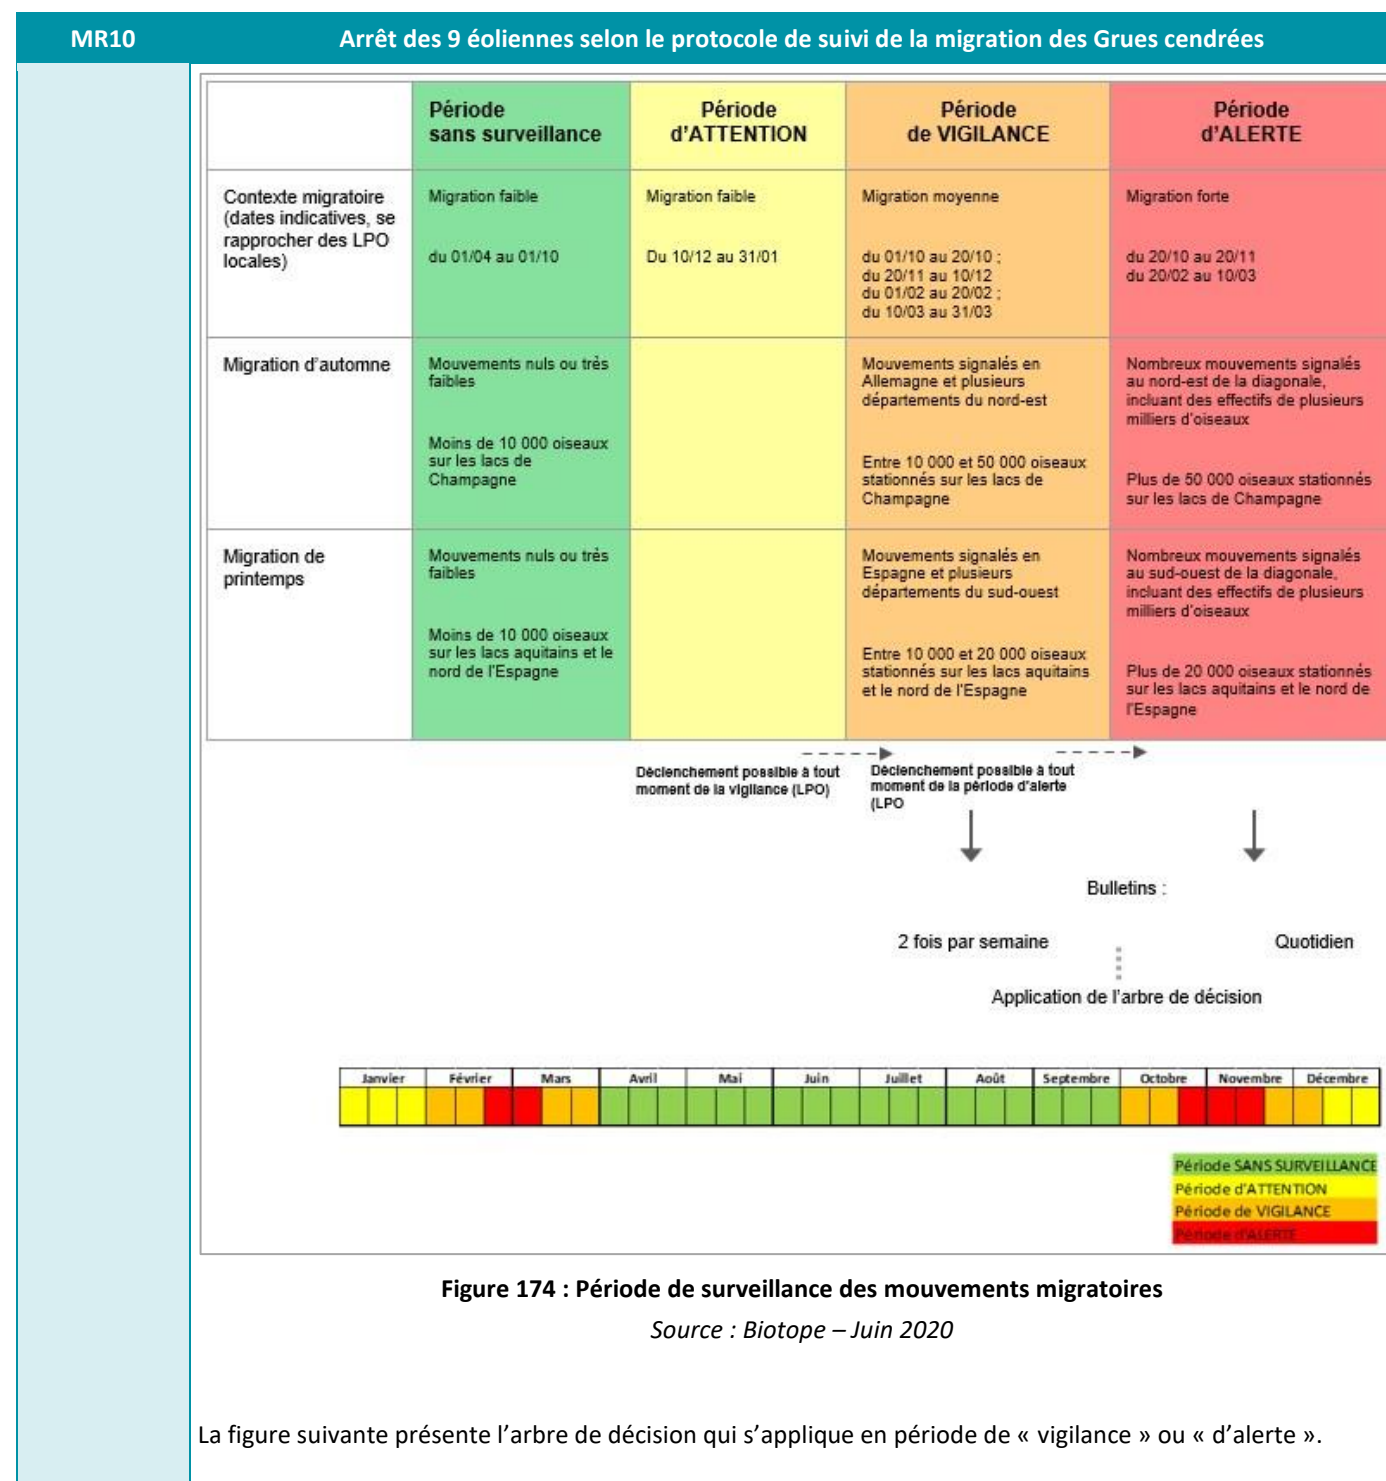 MR10
Arrêt des 9 éoliennes selon le protocole de suivi de la migration des Grues cendrées
Période
sans surveillance
Période
d'ATTENTION
Période
de VIGILANCE
Période
d'ALERTE
Contexte migratoire
(dates indicatives, se
rapprocher des LPO
locales)
Migration faible
du 01/04 au 01/10
Migration faible
Du 10/12 au 31/01
Migration moyenne
du 01/10 au 20/10 ;
du 20/11 au 10/12
du 01/02 au 20/02 ;
du 10/03 au 31/03
Migration forte
du 20/10 au 20/11
du 20/02 au 10/03
Migration d'automne
Mouvements nuls ou très
faibles
Moins de 10 000 oiseaux
sur les lacs de
Champagne
Mouvements signalés en
Allemagne et plusieurs
départements du nord-est
Entre 10 000 et 50 000 oiseaux
stationnés sur les lacs de
Champagne
Nombreux mouvements signalés
au nord-est de la diagonale,
incluant des effectifs de plusieurs
milliers d'oiseaux
Plus de 50 000 oiseaux stationnés
sur les lacs de Champagne
Migration de
printemps
Mouvements nuls ou très
faibles
Moins de 10 000 oiseaux
sur les lacs aquitains et le
nord de l'Espagne
Mouvements signalés en
Espagne et plusieurs
départements du sud-ouest
Entre 10 000 et 20 000 oiseaux
stationnés sur les lacs aquitains
et le nord de l'Espagne
Nombreux mouvements signalés
au sud-ouest de la diagonale,
incluant des effectifs de plusieurs
milliers d'oiseaux
Plus de 20 000 oiseaux stationnés
sur les lacs aquitains et le nord de
l'Espagne
Déclenchement possible à tout
moment de la vigilance (LPO)
Déclenchement possible à tout
moment de la période d'alerte
(LPO
Bulletins :
2 fois par semaine
Quotidien
Application de l'arbre de décision
Janvier Février Mars Avril Mai Juin Juillet Août Septembre Octobre Novembre Décembre
Période SANS SURVEILLANCE
Période d'ATTENTION
Période de VIGILANCE
Période d'ALERTE
Figure 174 : Période de surveillance des mouvements migratoires
Source : Biotope – Juin 2020
La figure suivante présente l'arbre de décision qui s'applique en période de « vigilance » ou « d'alerte ».